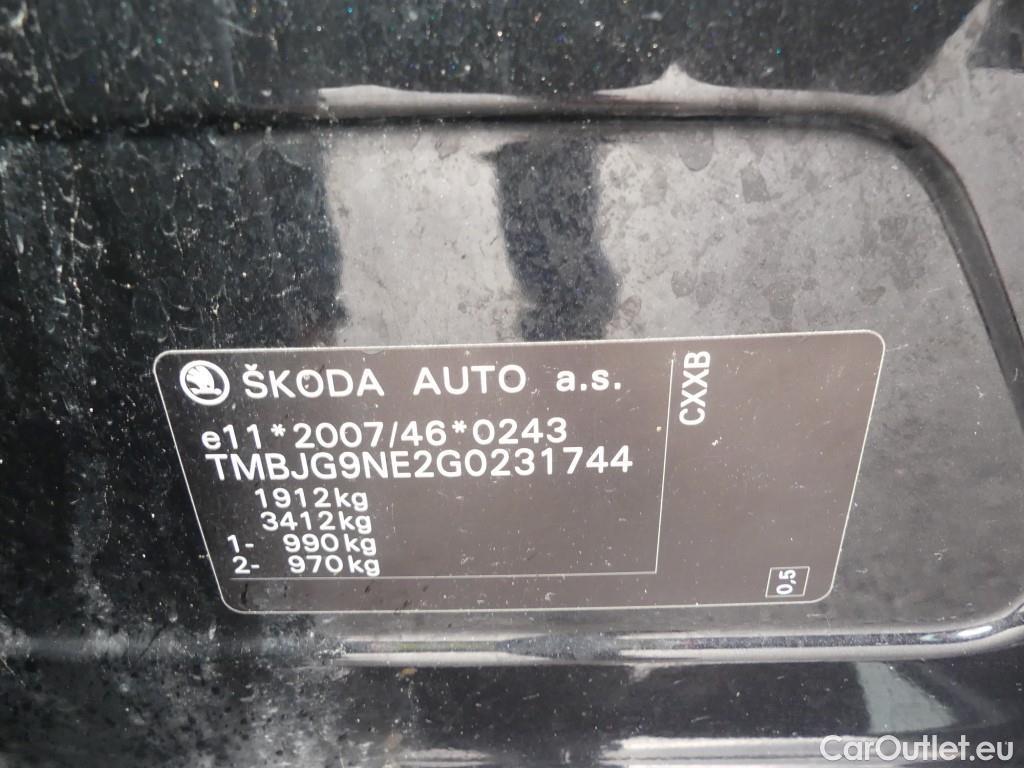 ŠKODA AUTO a.s.
e11*2007/46*0243
TMBJG9NE2G0231744
1912kg
3412kg
1- 990kg
2- 970kg
CXXB
0,5
CarOutlet.eu